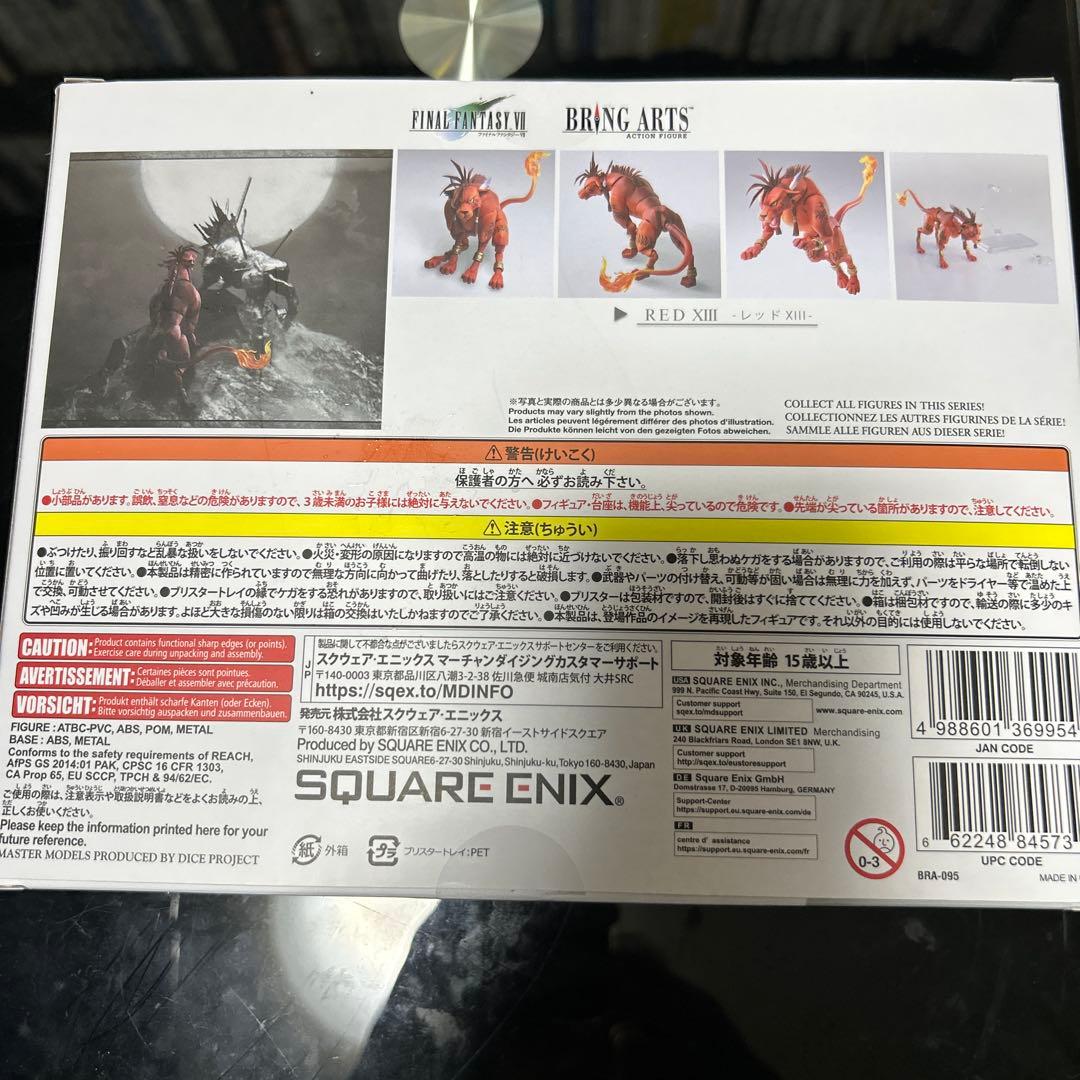 FINAL FANTASY. VII
ファイナルファンタジーVII
BRING ARTS™
ACTION FIGURE
▶ RED XIII -レッドXIII-
※写真と実際の商品とは多少異なる場合がございます。
Products may vary slightly from the photos shown.
Les articles peuvent légèrement différer des photos d'illustration.
Die Produkte können leicht von den gezeigten Fotos abweichen.
COLLECT ALL FIGURES IN THIS SERIES!
COLLECTIONNEZ LES AUTRES FIGURINES DE LA SÉRIE!
SAMMLE ALLE FIGUREN AUS DIESER SERIE!
⚠警告(けいこく)
保護者の方へ 必ずお読み下さい。
●小部品があります。誤飲、窒息などの危険がありますので、3歳未満のお子様には絶対に与えないでください。●フィギュア・台座は、機能上、尖っているので危険です。●先端が尖っている箇所がありますので、注意してください。
⚠注意(ちゅうい)
●ぶつけたり、振り回すなど乱暴な扱いをしないでください。●火災・変形の原因になりますので高温の物には絶対に近づけないでください。●落下し思わぬケガをする場合がありますので、ご利用の際は平らな場所で転倒しない
位置に置いてください。●本製品は精密に作られていますので無理な方向に向かって曲げたり、落としたりすると破損します。●武器やパーツの付け替え、可動等が固い場合は無理に力を加えず、パーツをドライヤー等で温めた上
で交換、可動させてください。●ブリスタートレイの縁でケガをする恐れがありますので、取り扱いにはご注意ください。●ブリスターは包装材ですので、開封後はすぐに捨ててください。●箱は梱包材ですので、輸送の際に多少のキ
ズや凹みが生じる場合があります。よほど大きな損傷のない限りは箱の交換はいたしかねますのでご了承ください。●本製品は、登場作品のイメージを再現したフィギュアです。それ以外の目的には使用しないでください。
CAUTION: Product contains functional sharp edges (or points).
Exercise care during unpacking and assembly.
AVERTISSEMENT: Certaines pièces sont pointues.
Déballer et assembler avec précaution.
VORSICHT: Produkt enthält scharfe Kanten (oder Ecken).
Bitte vorsichtig auspacken und zusammenbauen.
FIGURE : ATBC-PVC, ABS, POM, METAL
BASE : ABS, METAL
Conforms to the safety requirements of REACH,
AfPS GS 2014:01 PAK, CPSC 16 CFR 1303,
CA Prop 65, EU SCCP, TPCH & 94/62/EC.
ご使用の際は、注意表示や取扱説明書などをよくお読みの上、
正しくお使いください。
Please keep the information printed here for your
future reference.
MASTER MODELS PRODUCED BY DICE PROJECT
JP
製品に関して不都合な点がございましたらスクウェア・エニックスサポートセンターをご利用ください。
スクウェア・エニックス マーチャンダイジングカスタマーサポート
〒140-0003 東京都品川区八潮3-2-38 佐川急便 城南店気付 大井SRC
https://sqex.to/MDINFO
発売元 株式会社スクウェア・エニックス
〒160-8430 東京都新宿区新宿6-27-30 新宿イーストサイドスクエア
Produced by SQUARE ENIX CO., LTD.
SHINJUKU EASTSIDE SQUARE6-27-30 Shinjuku, Shinjuku-ku, Tokyo 160-8430, Japan
SQUARE ENIX®
紙 外箱
プラ ブリスタートレイ:PET
対象年齢 15歳以上
USA SQUARE ENIX INC., Merchandising Department
999 N. Pacific Coast Hwy, Suite 150, El Segundo, CA 90245, U.S.A.
Customer support
sqex.to/mdsupport
www.square-enix.com
UK SQUARE ENIX LIMITED Merchandising
240 Blackfriars Road, London SE1 8NW, U.K.
Customer support
http://sqex.to/eustoresupport
DE Square Enix GmbH
Domstrasse 17, D-20095 Hamburg, GERMANY
Support-Center
https://support.eu.square-enix.com/de
FR
centre d' assistance
https://support.eu.square-enix.com/fr
0-3
4 988601 369954
JAN CODE
6 62248 84573
UPC CODE
BRA-095
MADE IN